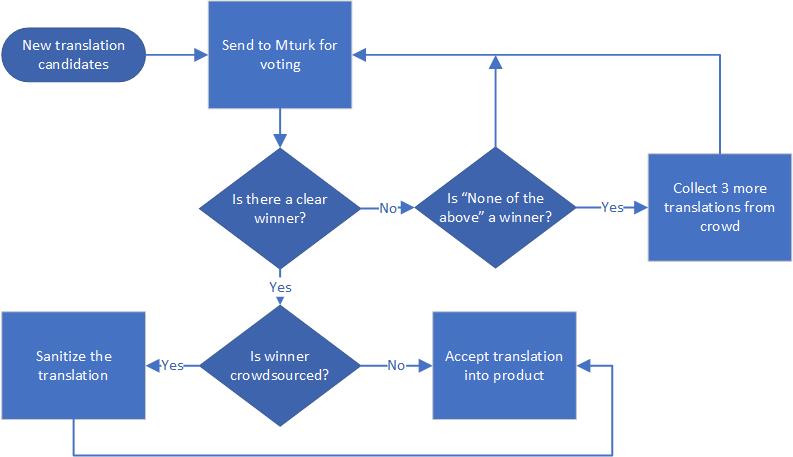 New translation
candidates
Send to Mturk for
voting
Is there a clear
winner?
No
Is “None of the
above” a winner?
Yes
Collect 3 more
translations from
crowd
Yes
Sanitize the
translation
Yes
Is winner
crowdsourced?
No
Accept translation
into product